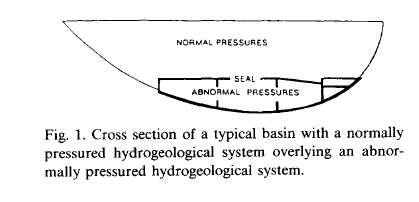 NORMAL PRESSURES
SEAL
ABNORMAL PRESSURES
Fig. 1. Cross section of a typical basin with a normally
pressured hydrogeological system overlying an abnor-
mally pressured hydrogeological system.